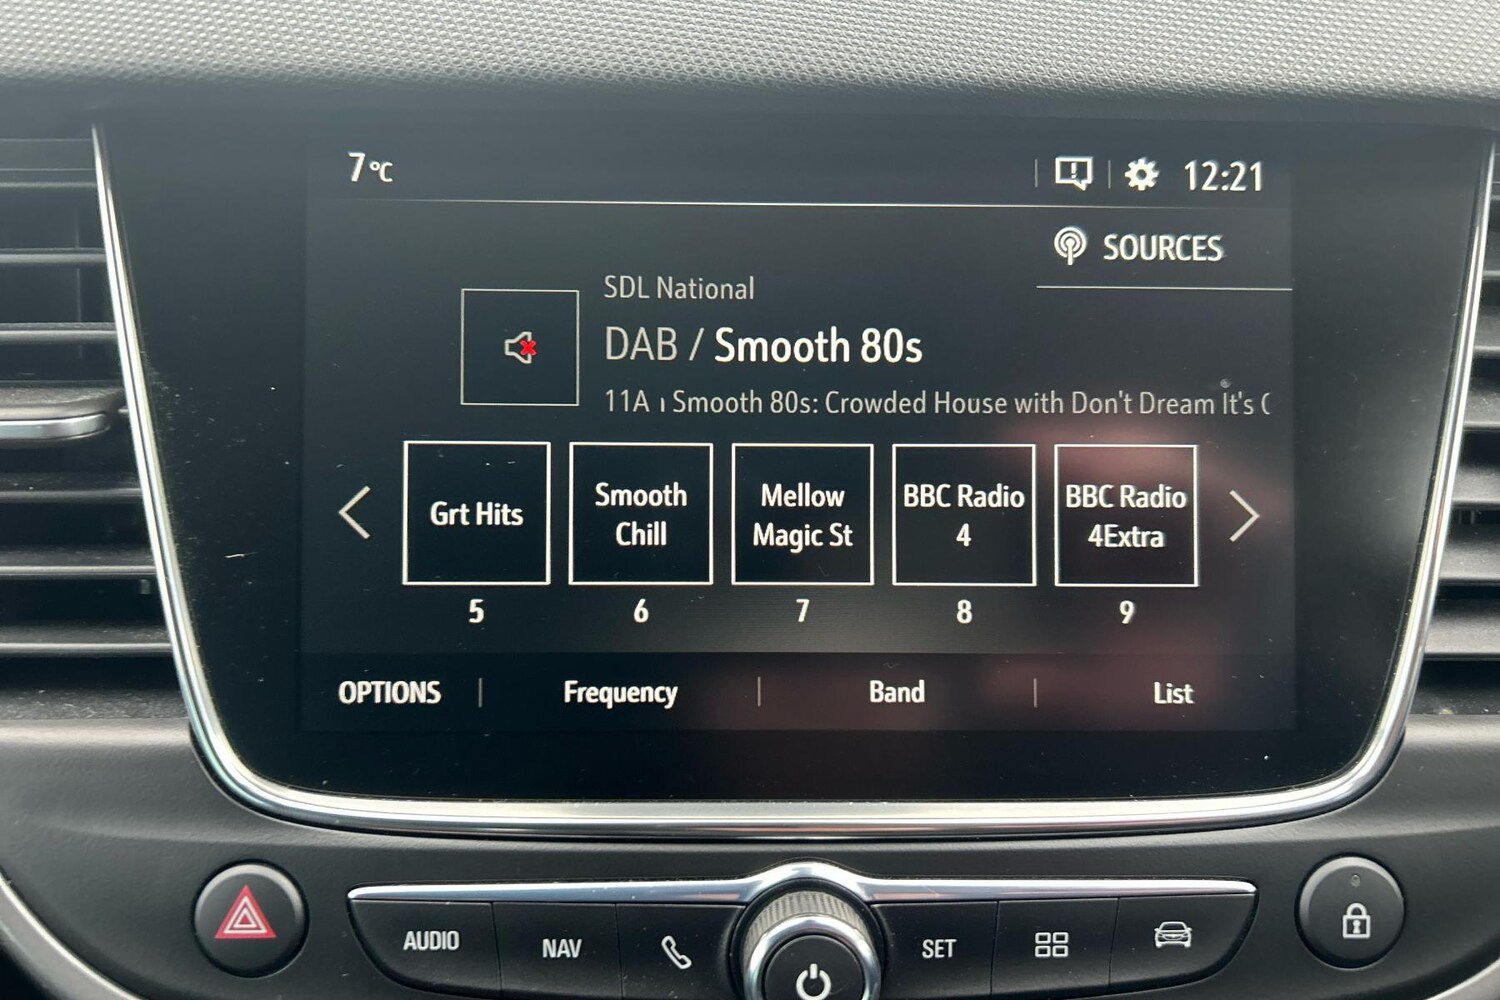 7°C 12:21
SOURCES
SDL National
DAB / Smooth 80s
11A ı Smooth 80s: Crowded House with Don't Dream It's
Grt Hits
Smooth
Chill
Mellow
Magic St
BBC Radio
4
BBC Radio
4Extra
5 6 7 8 9
OPTIONS Frequency Band List
AUDIO NAV SET